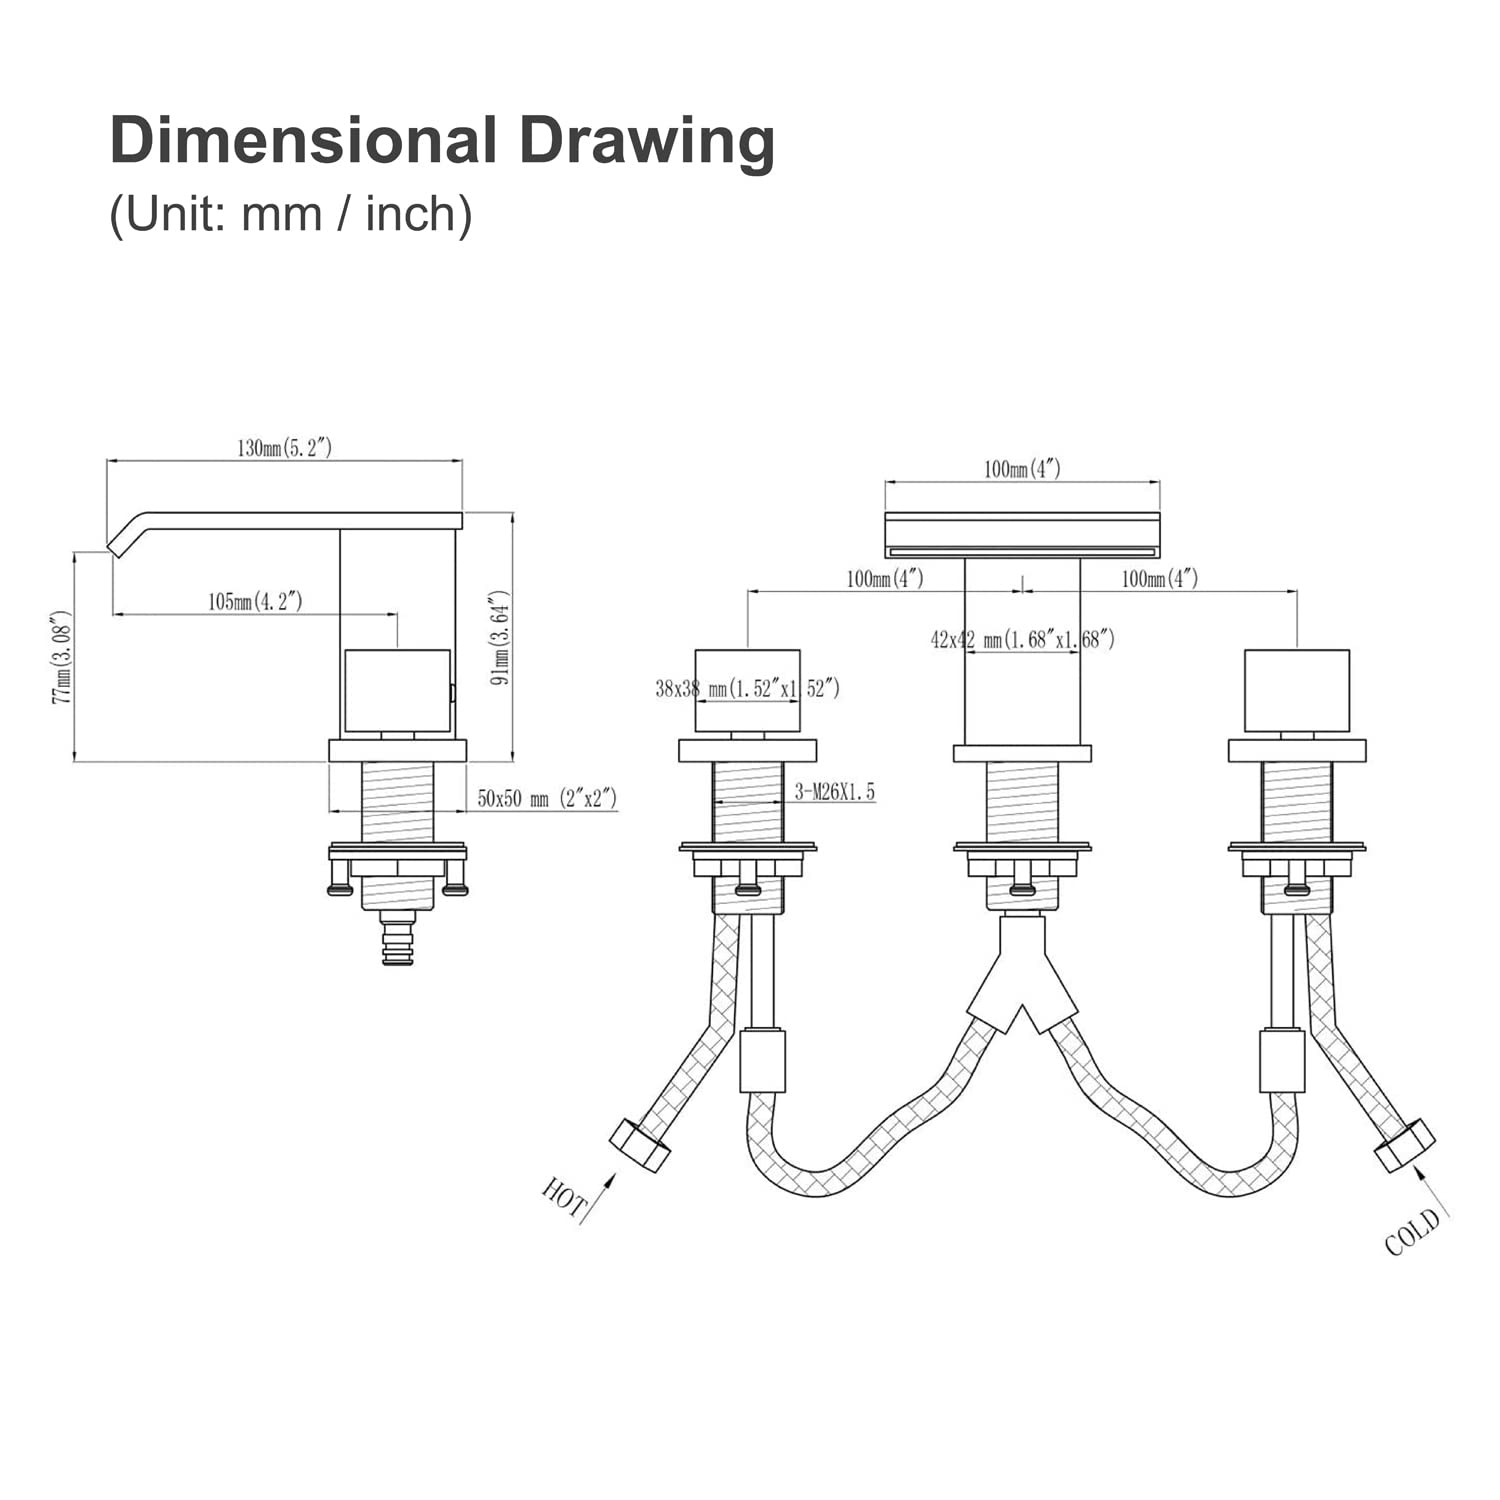 Dimensional Drawing
(Unit: mm / inch)
130mm(5.2″)
105mm(4.2″)
77mm(3.08″)
91mm(3.64″)
50x50 mm (2″x2″)
100mm(4″)
100mm(4″)
100mm(4″)
42x42 mm(1.68″x1.68″)
38x38 mm(1.52″x1.52″)
3-M26X1.5
HOT
COLD